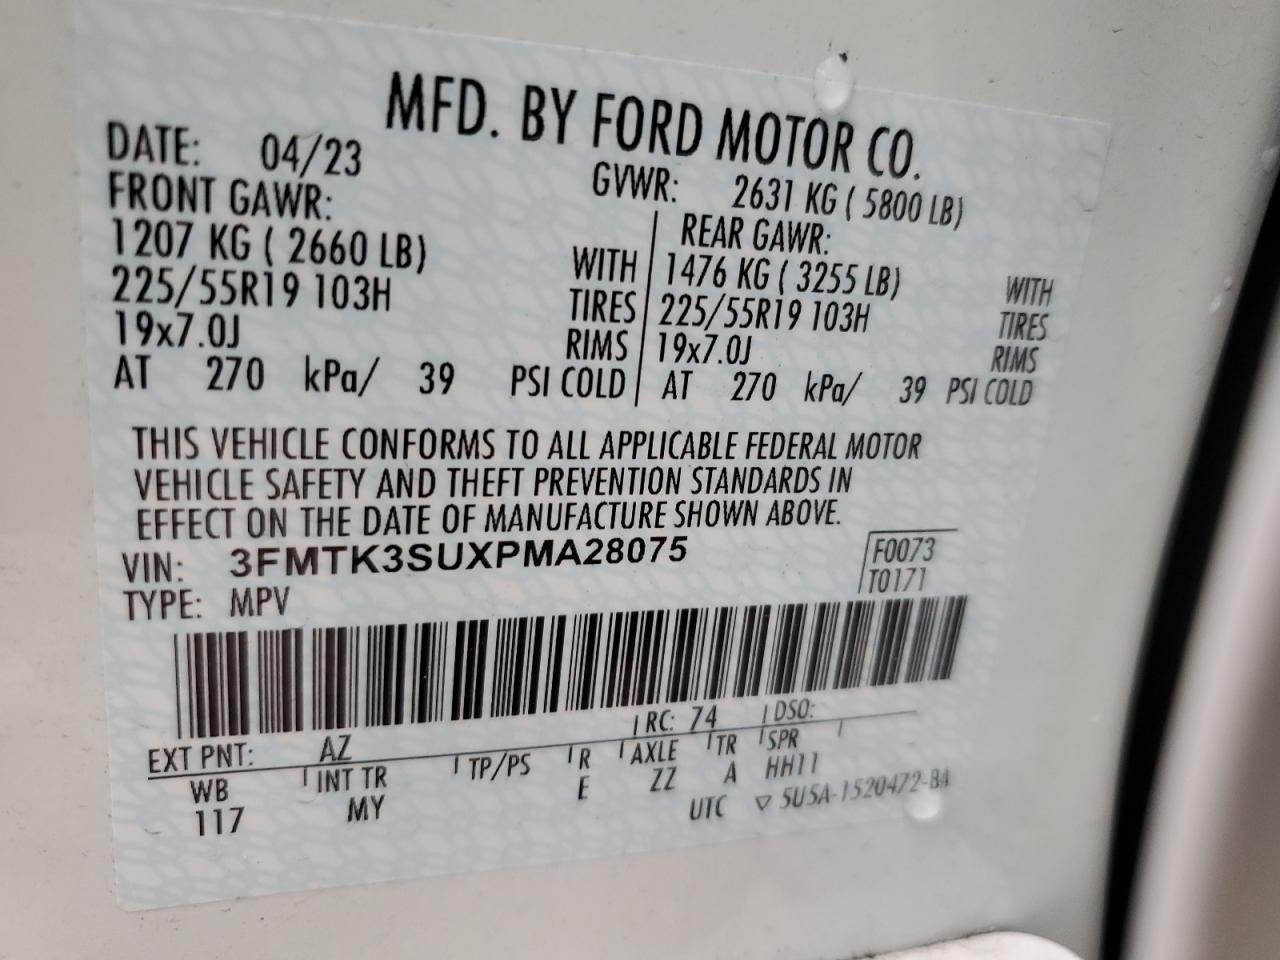 MFD. BY FORD MOTOR CO.
DATE: 04/23
GVWR: 2631 KG ( 5800 LB)
FRONT GAWR:
1207 KG ( 2660 LB) WITH
225/55R19 103H TIRES
19x7.0J RIMS
AT 270 kPa/ 39 PSI COLD
REAR GAWR:
1476 KG ( 3255 LB) WITH
225/55R19 103H TIRES
19x7.0J RIMS
AT 270 kPa/ 39 PSI COLD
THIS VEHICLE CONFORMS TO ALL APPLICABLE FEDERAL MOTOR
VEHICLE SAFETY AND THEFT PREVENTION STANDARDS IN
EFFECT ON THE DATE OF MANUFACTURE SHOWN ABOVE.
VIN: 3FMTK3SUXPMA28075
TYPE: MPV
F0073
T0171
EXT PNT: AZ RC: 74 DSO:
WB INT TR TP/PS R AXLE TR SPR
117 MY E ZZ A HH11
UTC ▽ 5U5A-1520472-BA